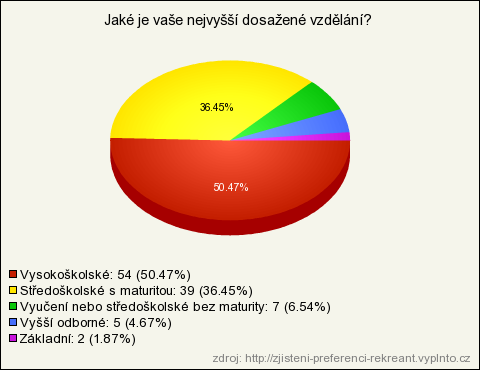 Jaké je vaše nejvyšší dosažené vzdělání?
36.45%
50.47%
Vysokoškolské: 54 (50.47%)
Středoškolské s maturitou: 39 (36.45%)
Vyučení nebo středoškolské bez maturity: 7 (6.54%)
Vyšší odborné: 5 (4.67%)
Základní: 2 (1.87%)
zdroj: http://zjisteni-preferenci-rekreant.vyplnto.cz